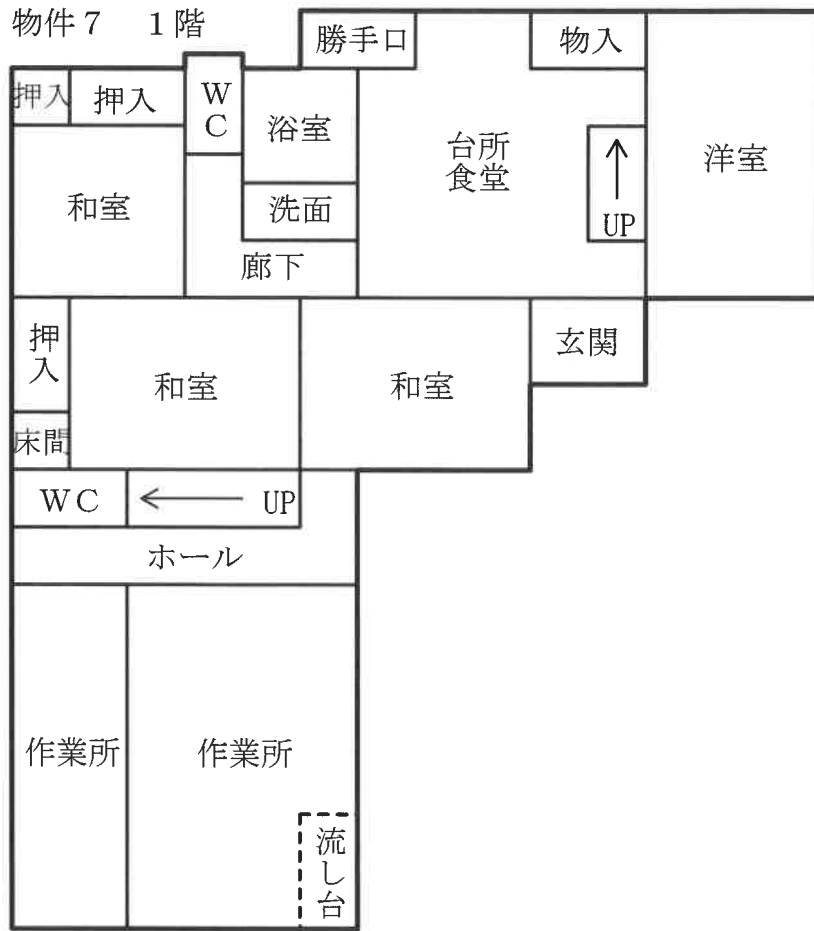 物件７　１階
勝手口
物入
押入
押入
WC
浴室
台所
食堂
洋室
和室
洗面
UP
廊下
押入
和室
和室
玄関
床間
WC
UP
ホール
作業所
作業所
流し台